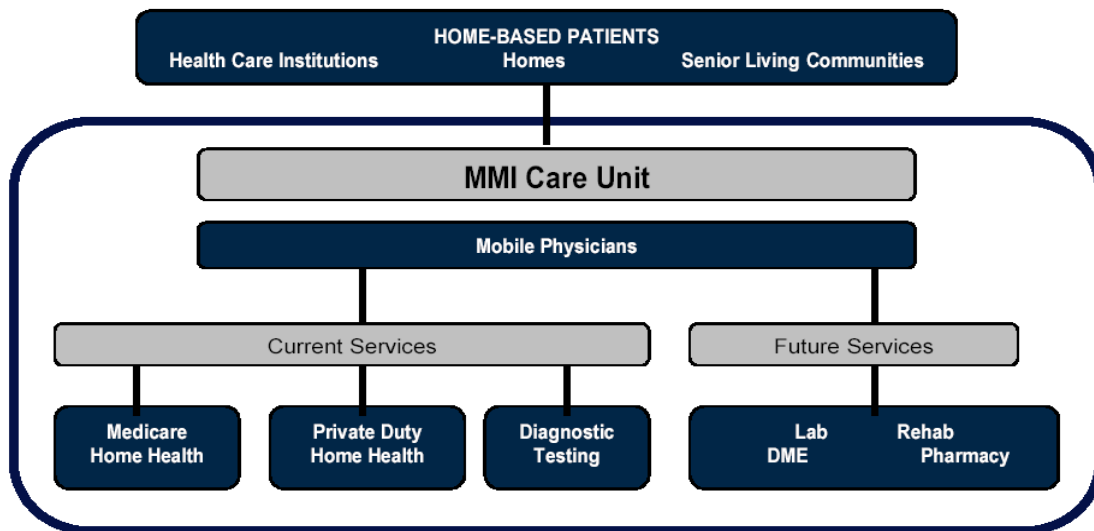 HOME-BASED PATIENTS
Health Care Institutions Homes Senior Living Communities
MMI Care Unit
Mobile Physicians
Current Services
Future Services
Medicare
Home Health
Private Duty
Home Health
Diagnostic
Testing
Lab Rehab
DME Pharmacy